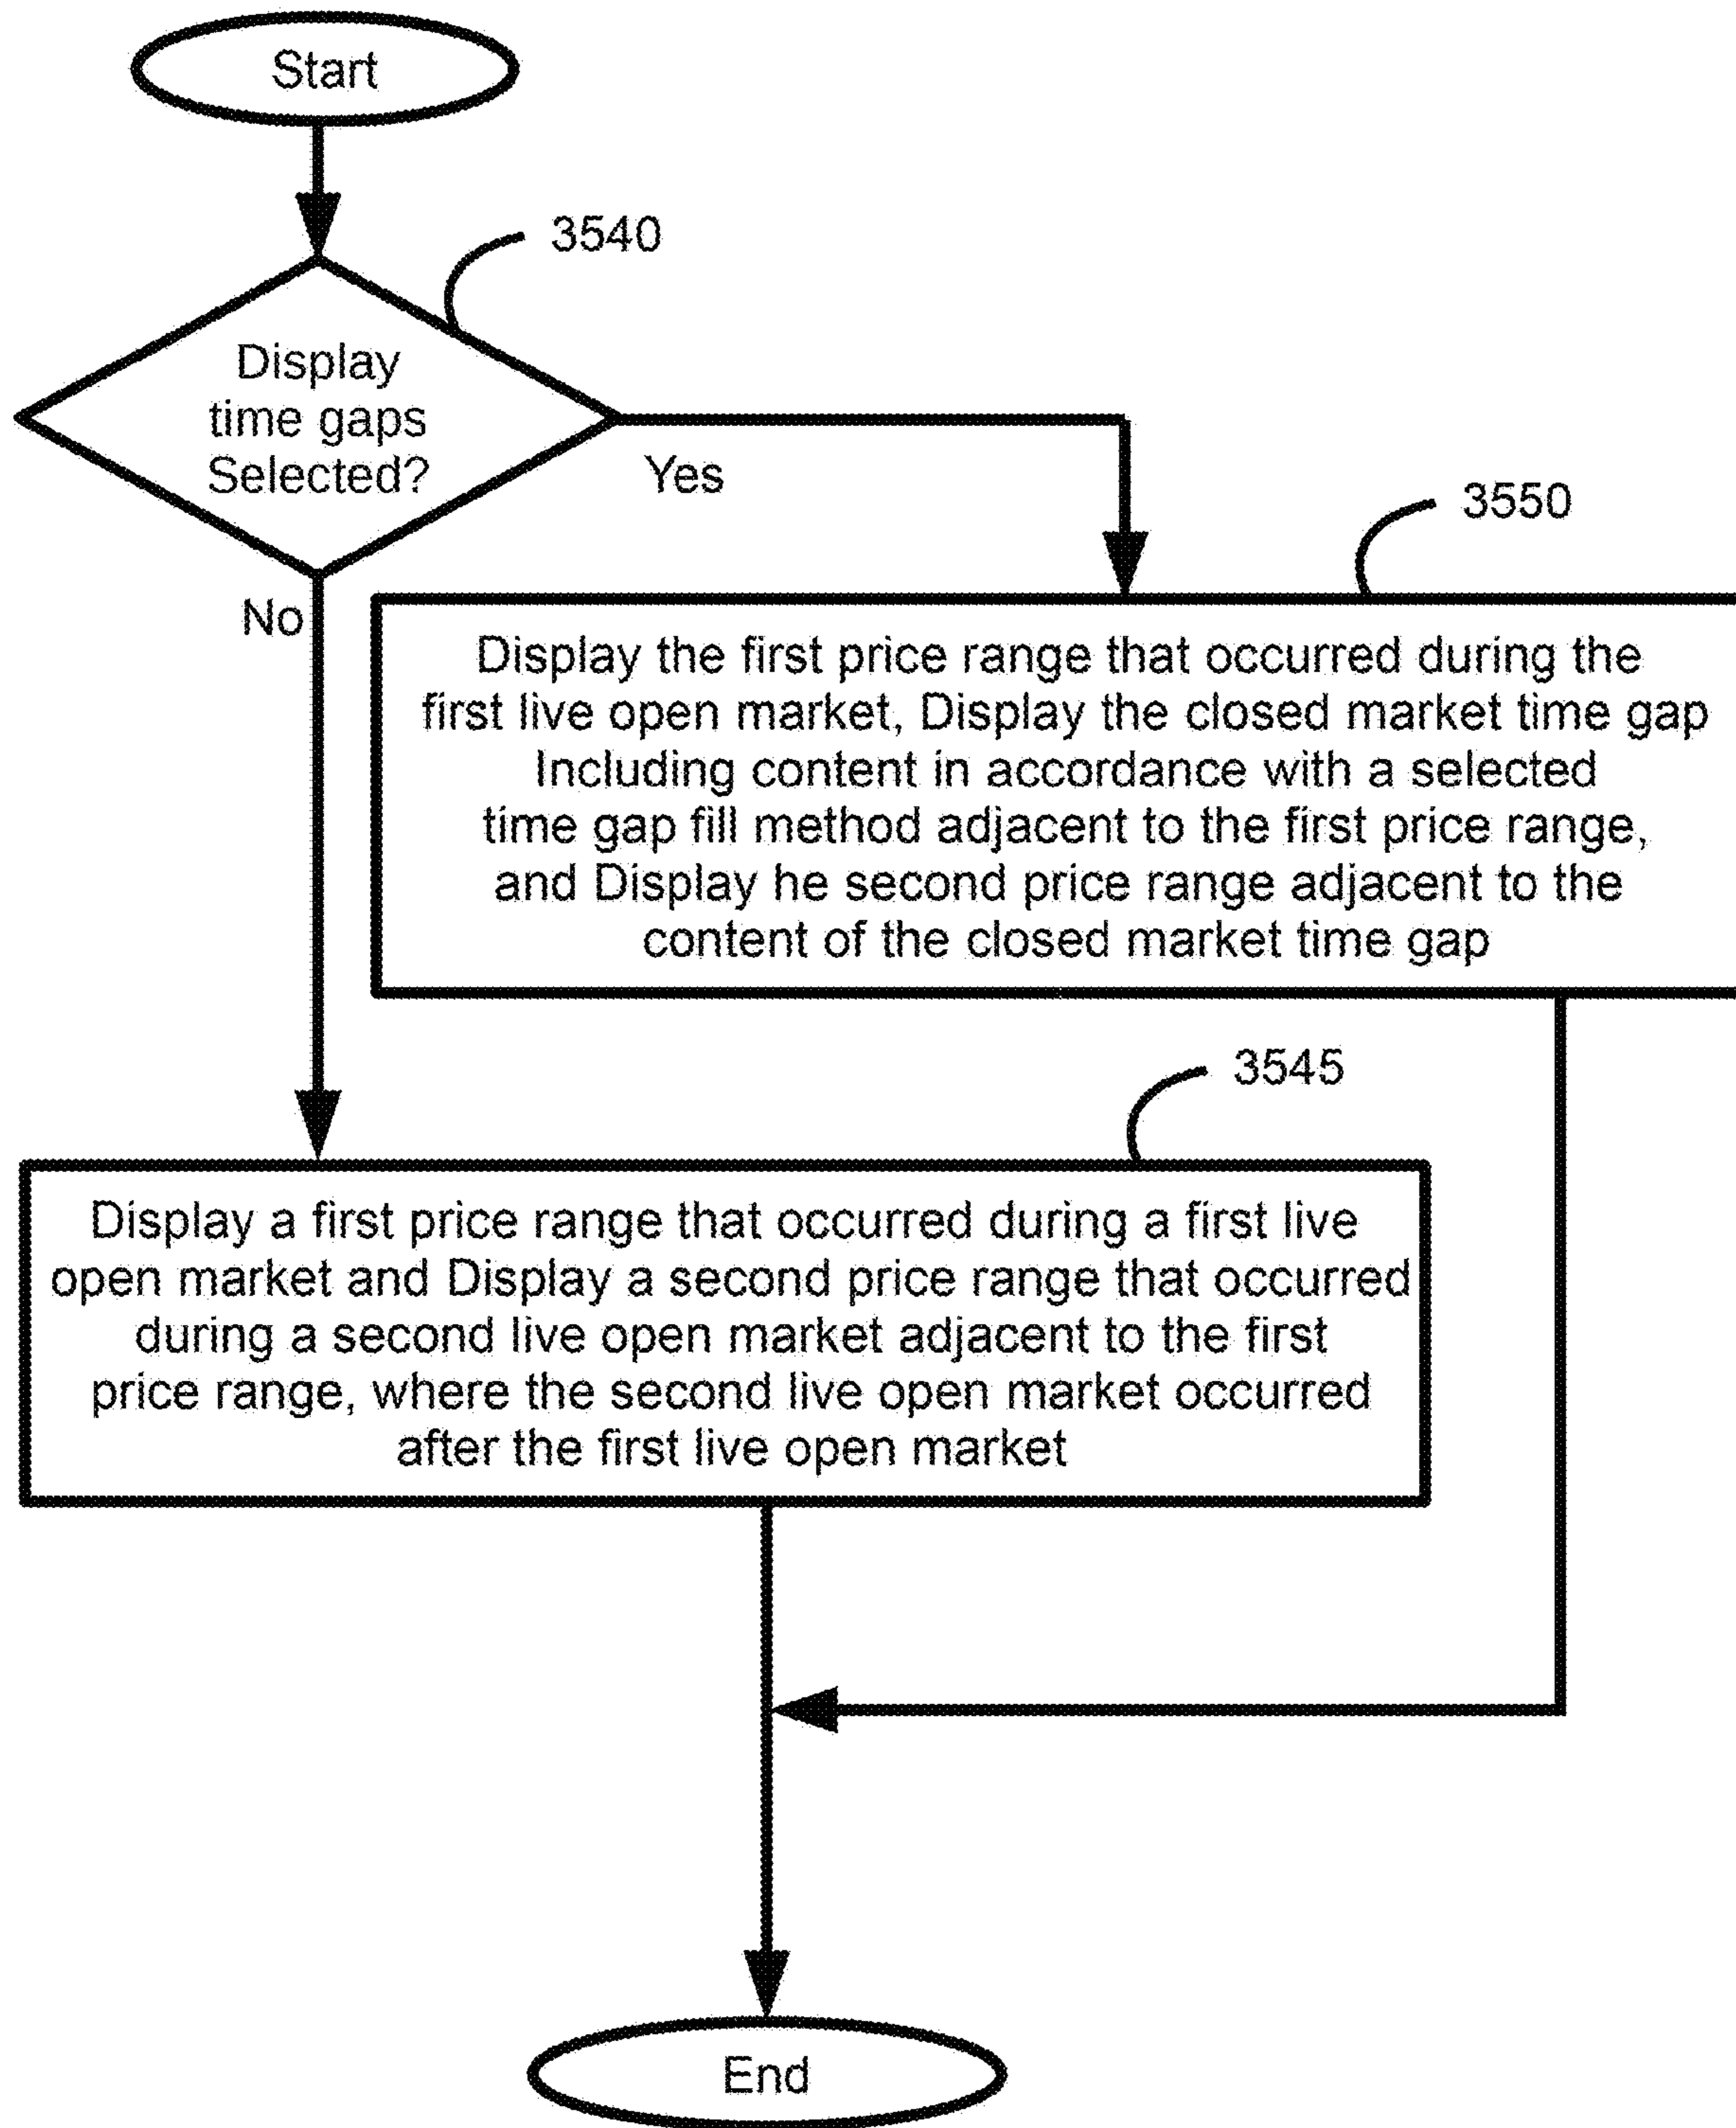 Start
3540
Display
time gaps
Selected?
Yes
No
3550
Display the first price range that occurred during the
first live open market, Display the closed market time gap
Including content in accordance with a selected
time gap fill method adjacent to the first price range,
and Display he second price range adjacent to the
content of the closed market time gap
3545
Display a first price range that occurred during a first live
open market and Display a second price range that occurred
during a second live open market adjacent to the first
price range, where the second live open market occurred
after the first live open market
End